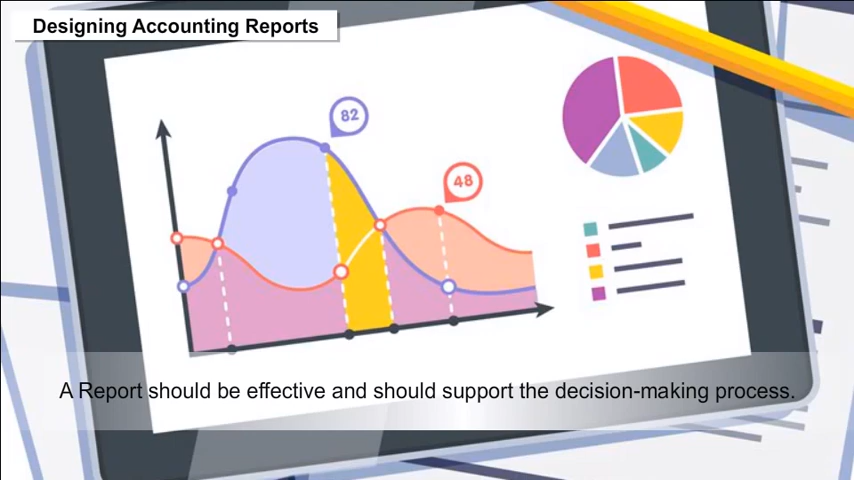 Designing Accounting Reports
82
48
A Report should be effective and should support the decision-making process.